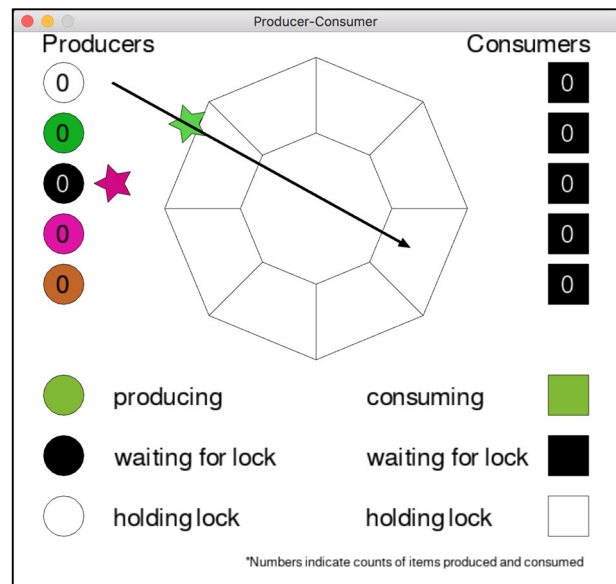 Producer-Consumer
Producers Consumers
0 0
0 0
0 0
0 0
0 0
producing consuming
waiting for lock waiting for lock
holding lock holding lock
*Numbers indicate counts of items produced and consumed